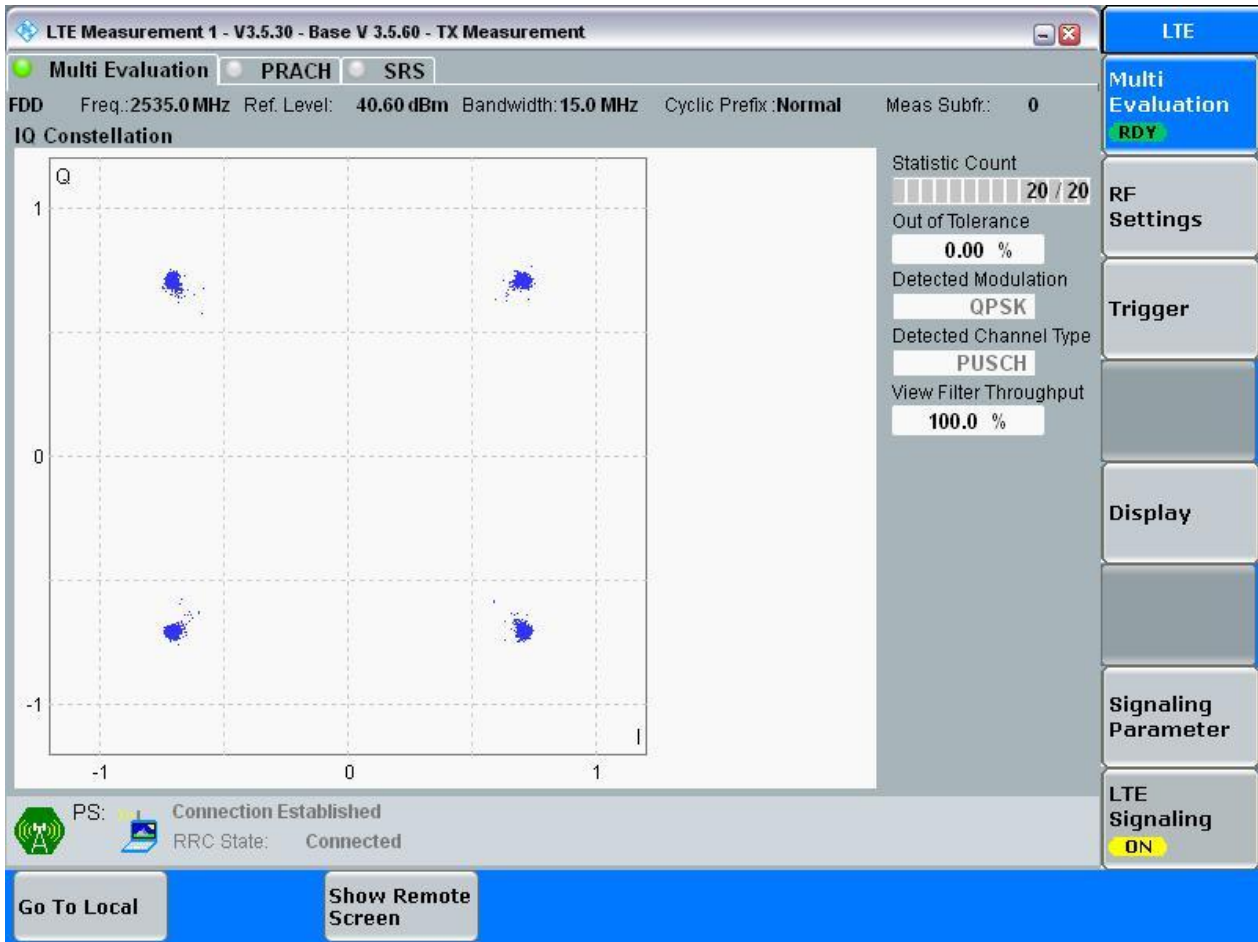 LTE Measurement 1 - V3.5.30 - Base V 3.5.60 - TX Measurement
LTE
Multi Evaluation PRACH SRS
FDD Freq.:2535.0 MHz Ref. Level: 40.60 dBm Bandwidth:15.0 MHz Cyclic Prefix :Normal Meas Subfr.: 0
IQ Constellation
Q
1
0
-1
-1 0 1
I
Statistic Count
20 / 20
Out of Tolerance
0.00 %
Detected Modulation
QPSK
Detected Channel Type
PUSCH
View Filter Throughput
100.0 %
Multi
Evaluation
RDY
RF
Settings
Trigger
Display
Signaling
Parameter
LTE
Signaling
ON
PS: Connection Established
RRC State: Connected
Go To Local
Show Remote
Screen